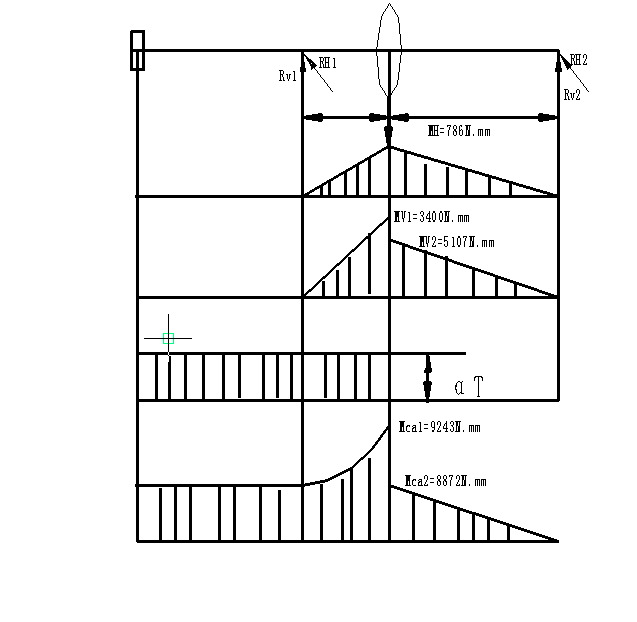 RH1
Rv1
RH2
Rv2
MH=786N.mm
MV1=3400N.mm
MV2=5107N.mm
αT
Mca1=9243N.mm
Mca2=8872N.mm